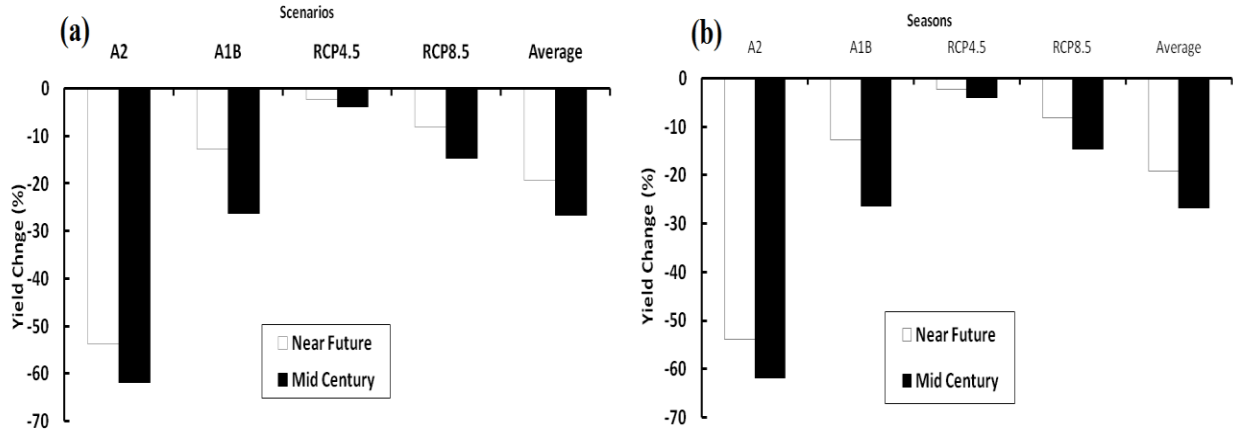 Scenarios
(a)
A2 A1B RCP4.5 RCP8.5 Average
0
-10
-20
-30
-40
-50
-60
-70
Yield Chnge (%)
Near Future
Mid Century
Seasons
(b)
A2 A1B RCP4.5 RCP8.5 Average
0
-10
-20
-30
-40
-50
-60
-70
Yield Change (%)
Near Future
Mid Century